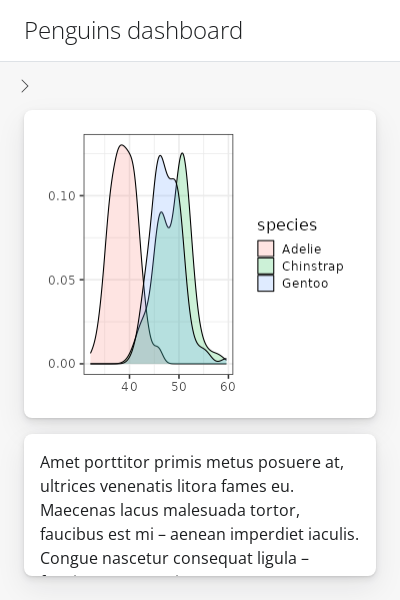 Penguins dashboard
0.10
0.05
0.00
40 50 60
species
Adelie
Chinstrap
Gentoo
Amet porttitor primis metus posuere at,
ultrices venenatis litora fames eu.
Maecenas lacus malesuada tortor,
faucibus est mi – aenean imperdiet iaculis.
Congue nascetur consequat ligula –